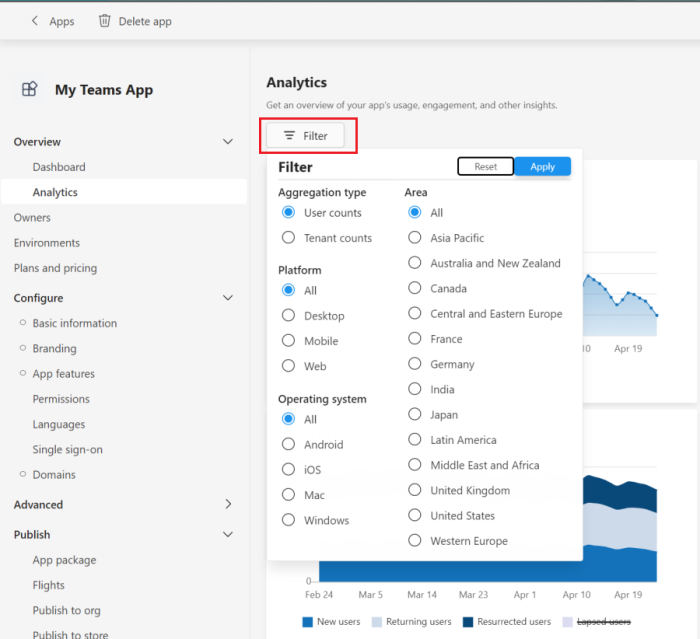 Apps
Delete app
My Teams App
Overview
Dashboard
Analytics
Owners
Environments
Plans and pricing
Configure
Basic information
Branding
App features
Permissions
Languages
Single sign-on
Domains
Advanced
Publish
App package
Flights
Publish to org
Publish to store
Analytics
Get an overview of your app's usage, engagement, and other insights.
Filter
Filter
Reset
Apply
Aggregation type
User counts
Tenant counts
Platform
All
Desktop
Mobile
Web
Operating system
All
Android
iOS
Mac
Windows
Area
All
Asia Pacific
Australia and New Zealand
Canada
Central and Eastern Europe
France
Germany
India
Japan
Latin America
Middle East and Africa
United Kingdom
United States
Western Europe
10 Apr 19
0
Feb 24 Mar 5 Mar 14 Mar 23 Apr 1 Apr 10 Apr 19
New users Returning users Resurrected users Lapsed users